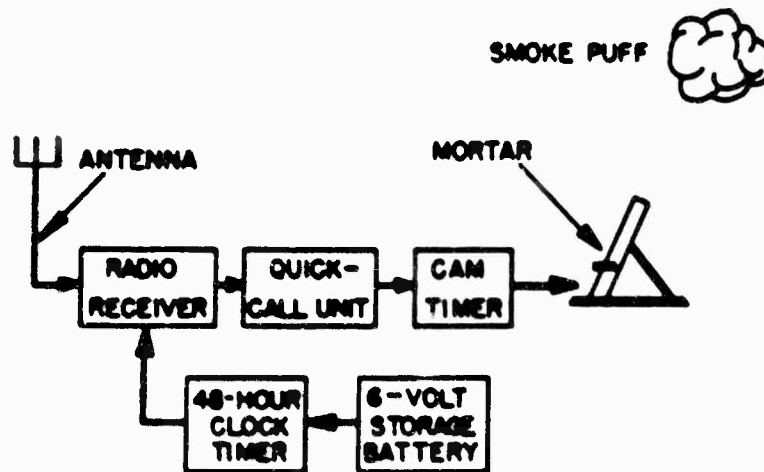 SMOKE PUFF
ANTENNA
MORTAR
RADIO
RECEIVER
QUICK-
CALL UNIT
CAM
TIMER
48-HOUR
CLOCK
TIMER
6-VOLT
STORAGE
BATTERY